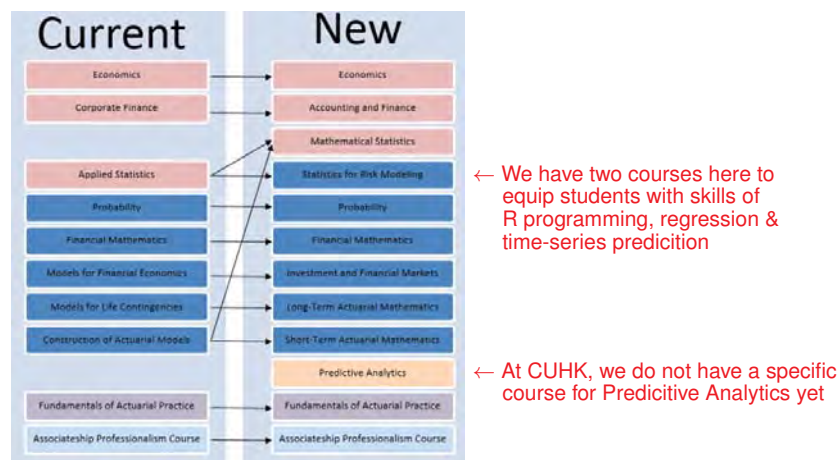 Current
New
Economics
Economics
Corporate Finance
Accounting and Finance
Mathematical Statistics
Applied Statistics
Statistics for Risk Modeling
← We have two courses here to
equip students with skills of
R programming, regression &
time-series predicition
Probability
Probability
Financial Mathematics
Financial Mathematics
Models for Financial Economics
Investment and Financial Markets
Models for Life Contingencies
Long-Term Actuarial Mathematics
Construction of Actuarial Models
Short-Term Actuarial Mathematics
Predictive Analytics
← At CUHK, we do not have a specific
course for Predicitive Analytics yet
Fundamentals of Actuarial Practice
Fundamentals of Actuarial Practice
Associateship Professionalism Course
Associateship Professionalism Course